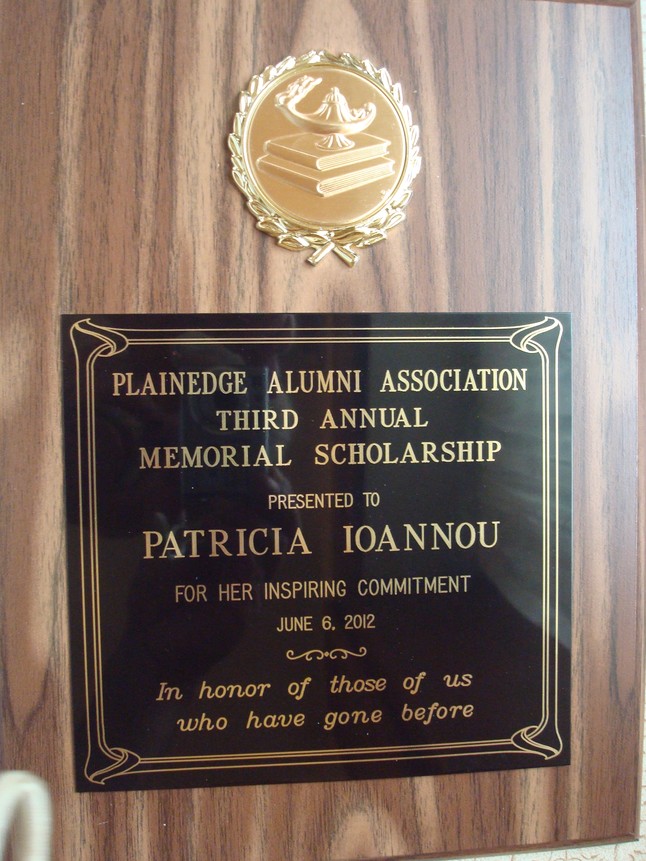 PLAINEDGE ALUMNI ASSOCIATION
THIRD ANNUAL
MEMORIAL SCHOLARSHIP
PRESENTED TO
PATRICIA IOANNOU
FOR HER INSPIRING COMMITMENT
JUNE 6, 2012
In honor of those of us
who have gone before